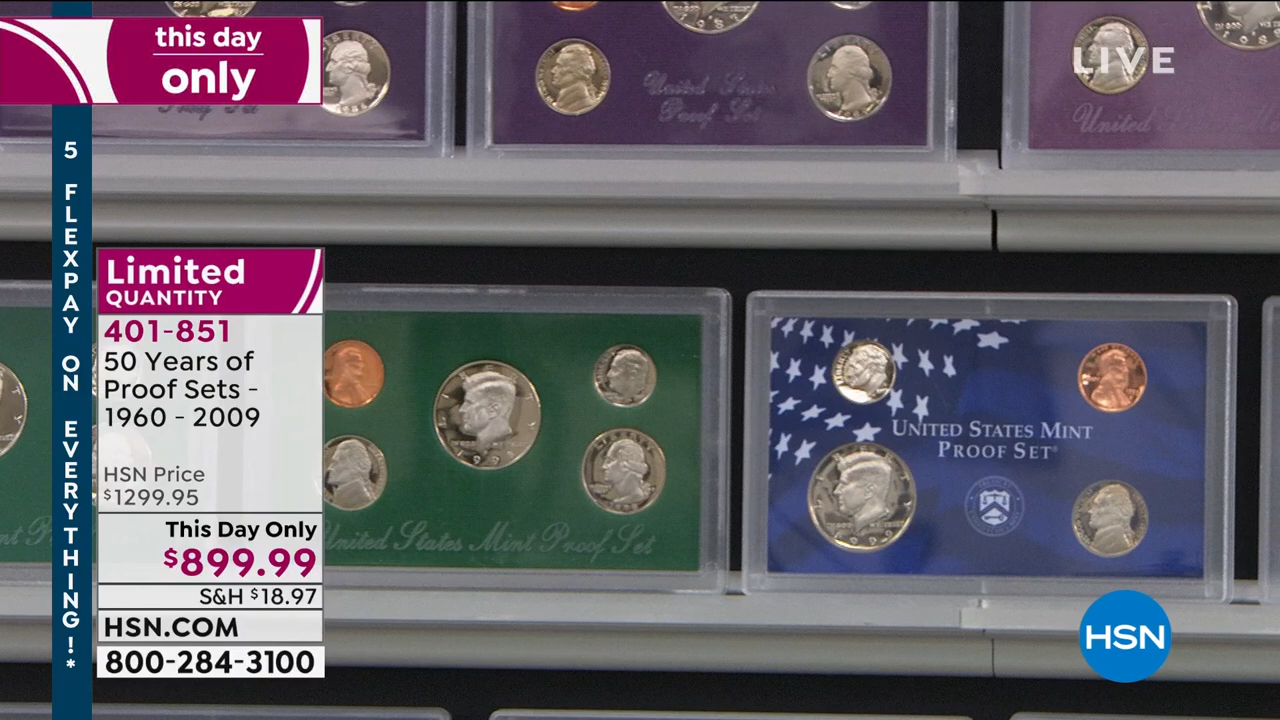 this day
only
LIVE
5 FLEXPAY ON EVERYTHING!*
Limited
QUANTITY
401-851
50 Years of
Proof Sets -
1960 - 2009
HSN Price
$1299.95
This Day Only
$899.99
S&H $18.97
HSN.COM
800-284-3100
United States
Proof Set
United
United States Mint Proof Set
UNITED STATES MINT
PROOF SET
HSN